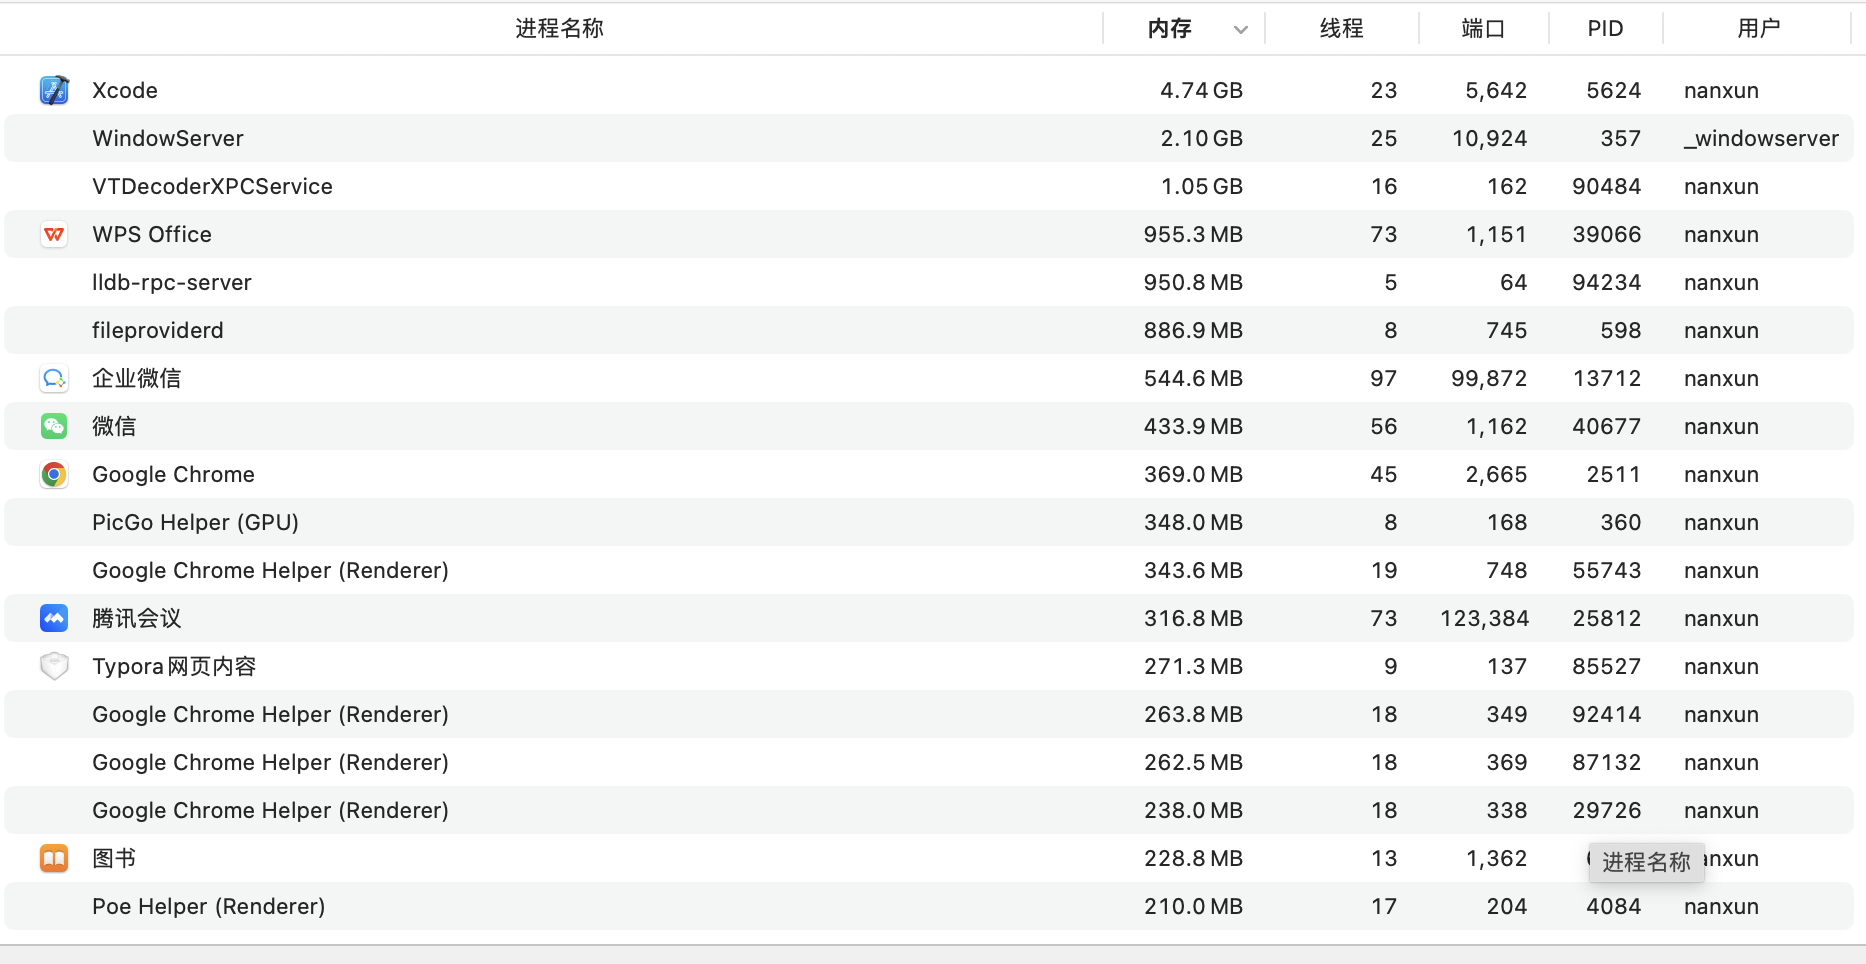 进程名称 内存 线程 端口 PID 用户
Xcode 4.74 GB 23 5,642 5624 nanxun
WindowServer 2.10 GB 25 10,924 357 _windowserver
VTDecoderXPCService 1.05 GB 16 162 90484 nanxun
WPS Office 955.3 MB 73 1,151 39066 nanxun
lldb-rpc-server 950.8 MB 5 64 94234 nanxun
fileproviderd 886.9 MB 8 745 598 nanxun
企业微信 544.6 MB 97 99,872 13712 nanxun
微信 433.9 MB 56 1,162 40677 nanxun
Google Chrome 369.0 MB 45 2,665 2511 nanxun
PicGo Helper (GPU) 348.0 MB 8 168 360 nanxun
Google Chrome Helper (Renderer) 343.6 MB 19 748 55743 nanxun
腾讯会议 316.8 MB 73 123,384 25812 nanxun
Typora网页内容 271.3 MB 9 137 85527 nanxun
Google Chrome Helper (Renderer) 263.8 MB 18 349 92414 nanxun
Google Chrome Helper (Renderer) 262.5 MB 18 369 87132 nanxun
Google Chrome Helper (Renderer) 238.0 MB 18 338 29726 nanxun
图书 228.8 MB 13 1,362 进程名称 anxun
Poe Helper (Renderer) 210.0 MB 17 204 4084 nanxun